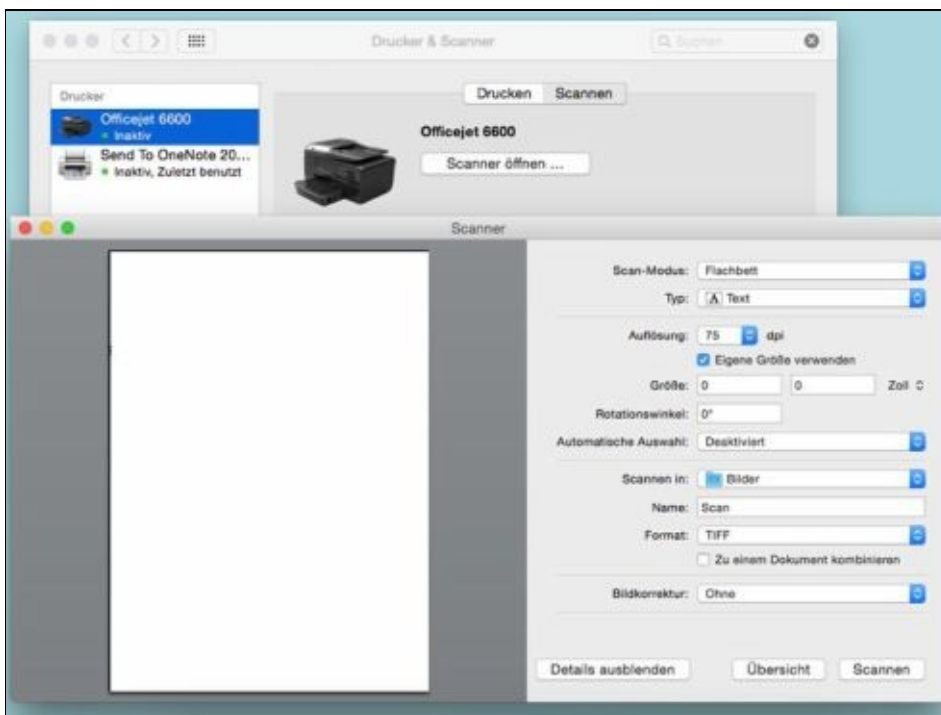 Drucker & Scanner
Suchen
Drucker
Drucken Scannen
Officejet 6600
Inaktiv
Send To OneNote 20...
Inaktiv, Zuletzt benutzt
Officejet 6600
Scanner öffnen ...
Scanner
Scan-Modus: Flachbett
Typ: A Text
Auflösung: 75 dpi
Eigene Größe verwenden
Größe: 0 0 Zoll
Rotationswinkel: 0°
Automatische Auswahl: Deaktiviert
Scannen in: Bilder
Name: Scan
Format: TIFF
Zu einem Dokument kombinieren
Bildkorrektur: Ohne
Details ausblenden Übersicht Scannen